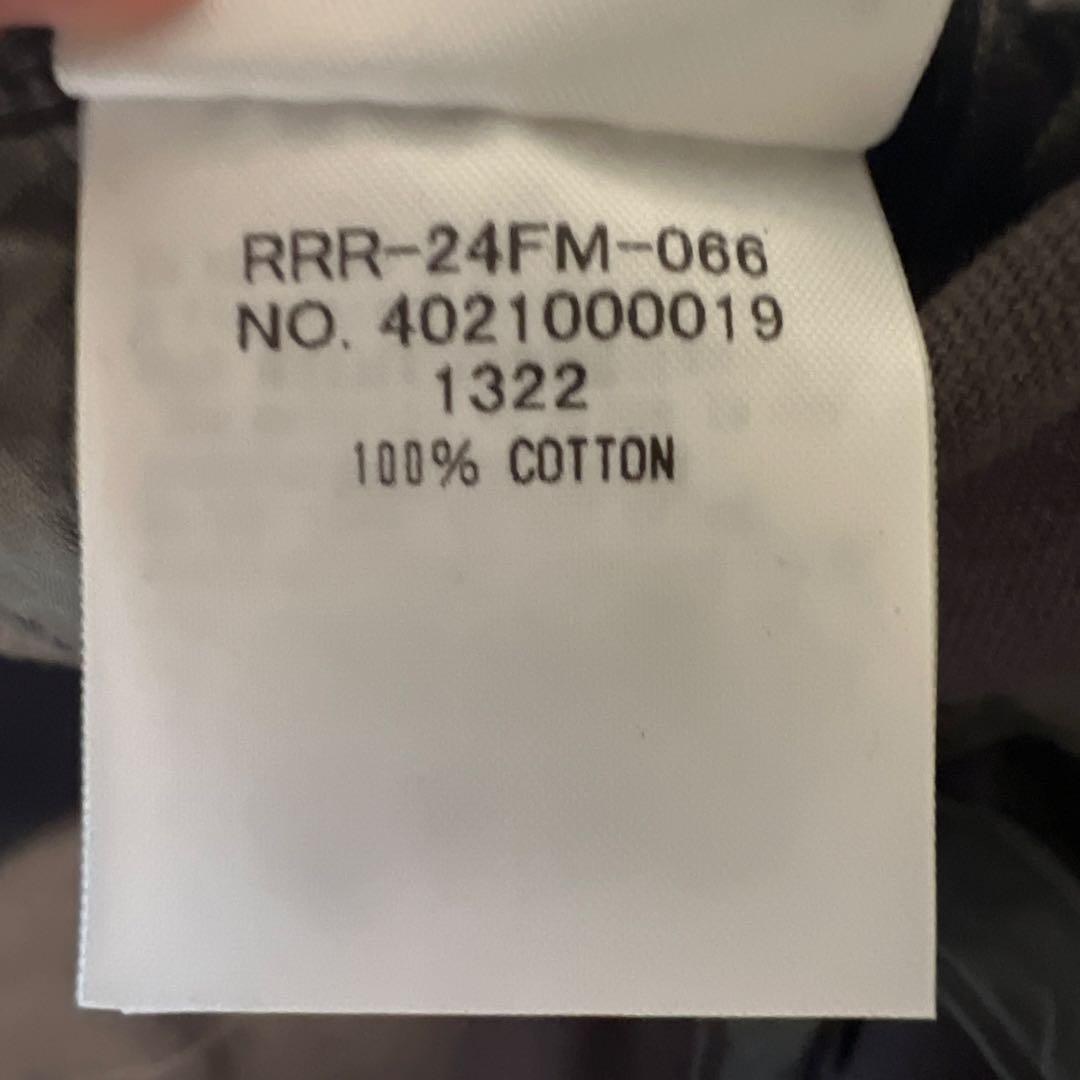 RRR-24FM-066
NO. 4021000019
1322
100% COTTON